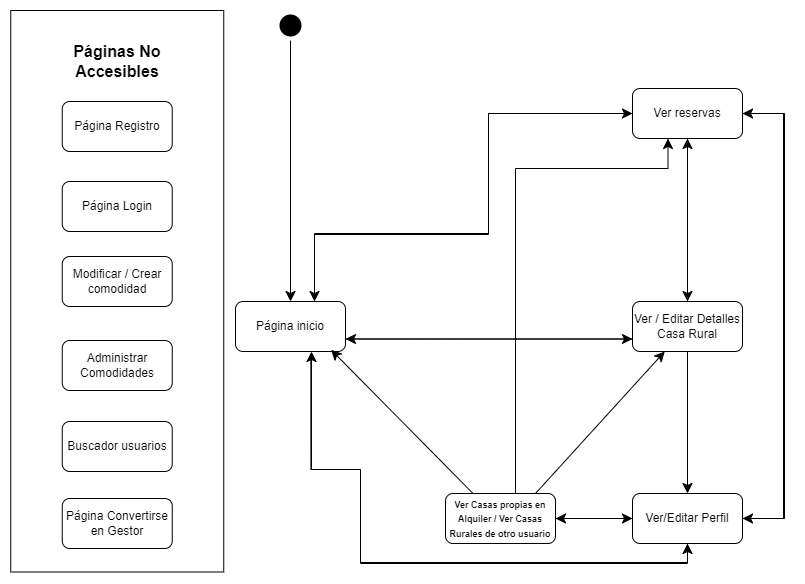 Páginas No
Accesibles
Página Registro
Página Login
Modificar / Crear
comodidad
Administrar
Comodidades
Buscador usuarios
Página Convertirse
en Gestor
Ver reservas
Página inicio
Ver / Editar Detalles
Casa Rural
Ver Casas propias en
Alquiler / Ver Casas
Rurales de otro usuario
Ver/Editar Perfil